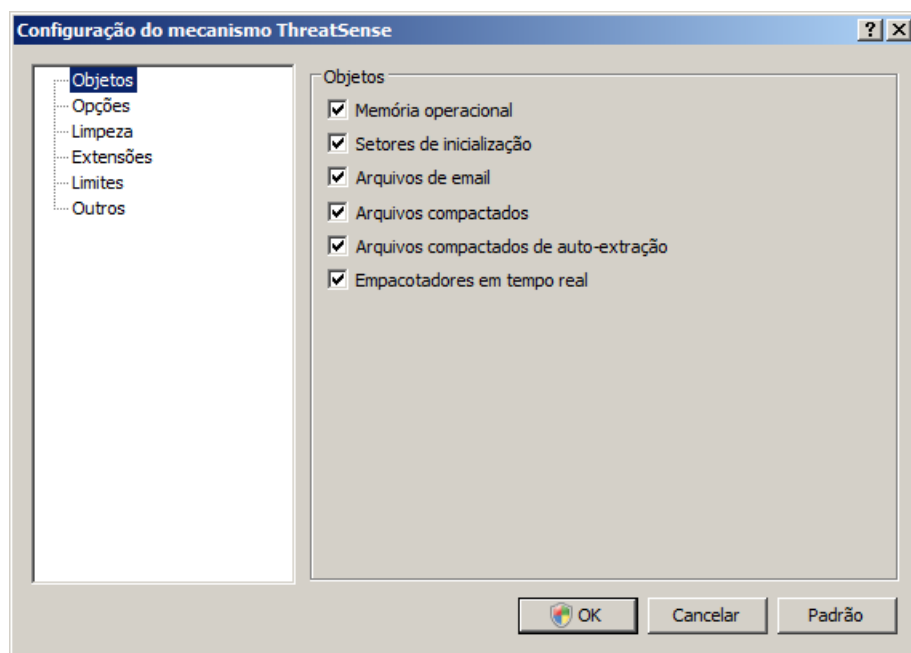 Configuração do mecanismo ThreatSense
Objetos
Opções
Limpeza
Extensões
Limites
Outros
Objetos
Memória operacional
Setores de inicialização
Arquivos de email
Arquivos compactados
Arquivos compactados de auto-extração
Empacotadores em tempo real
OK
Cancelar
Padrão